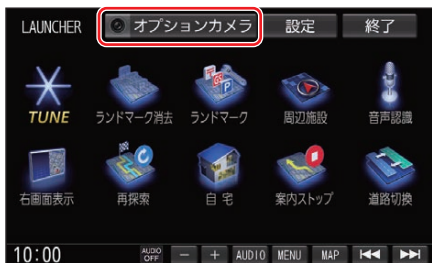 LAUNCHER オプションカメラ 設定 終了
TUNE ランドマーク消去 ランドマーク 周辺施設 音声認識
右画面表示 再探索 自宅 案内ストップ 道路切換
10:00 AUDIO OFF − + AUDIO MENU MAP